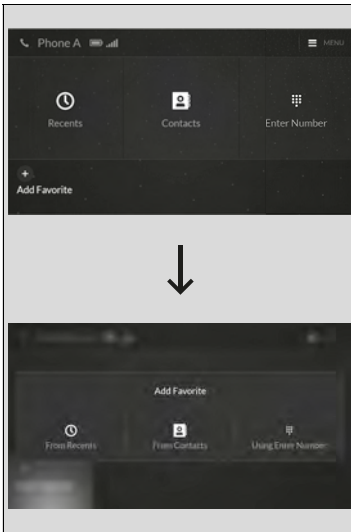 Phone A
MENU
Recents
Contacts
Enter Number
Add Favorite
Add Favorite
From Recents
From Contacts
Using Enter Number